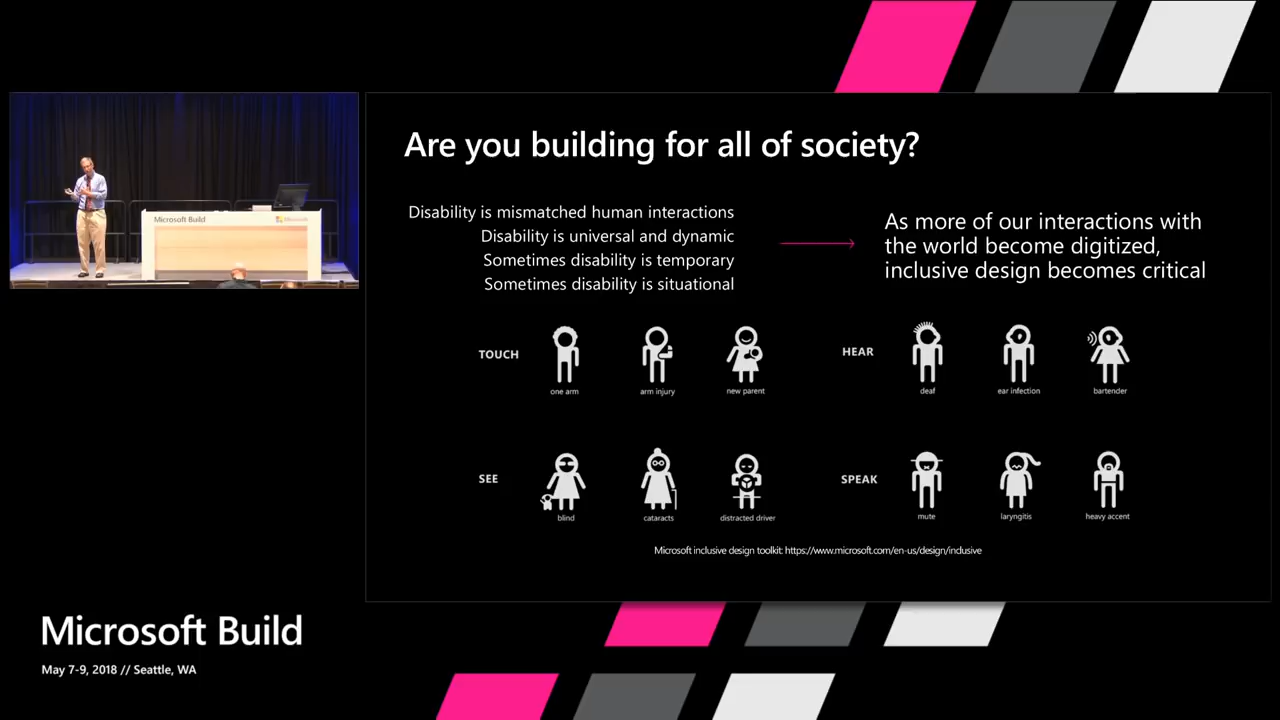 Microsoft Build
Microsoft
Are you building for all of society?
Disability is mismatched human interactions
Disability is universal and dynamic
Sometimes disability is temporary
Sometimes disability is situational
As more of our interactions with
the world become digitized,
inclusive design becomes critical
TOUCH
one arm
arm injury
new parent
HEAR
deaf
ear infection
bartender
SEE
blind
cataracts
distracted driver
SPEAK
mute
laryngitis
heavy accent
Microsoft inclusive design toolkit: https://www.microsoft.com/en-us/design/inclusive
Microsoft Build
May 7-9, 2018 // Seattle, WA